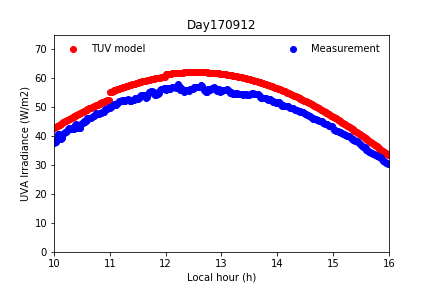 Day170912
TUV model
Measurement
UVA Irradiance (W/m2)
70
60
50
40
30
20
10
0
10 11 12 13 14 15 16
Local hour (h)